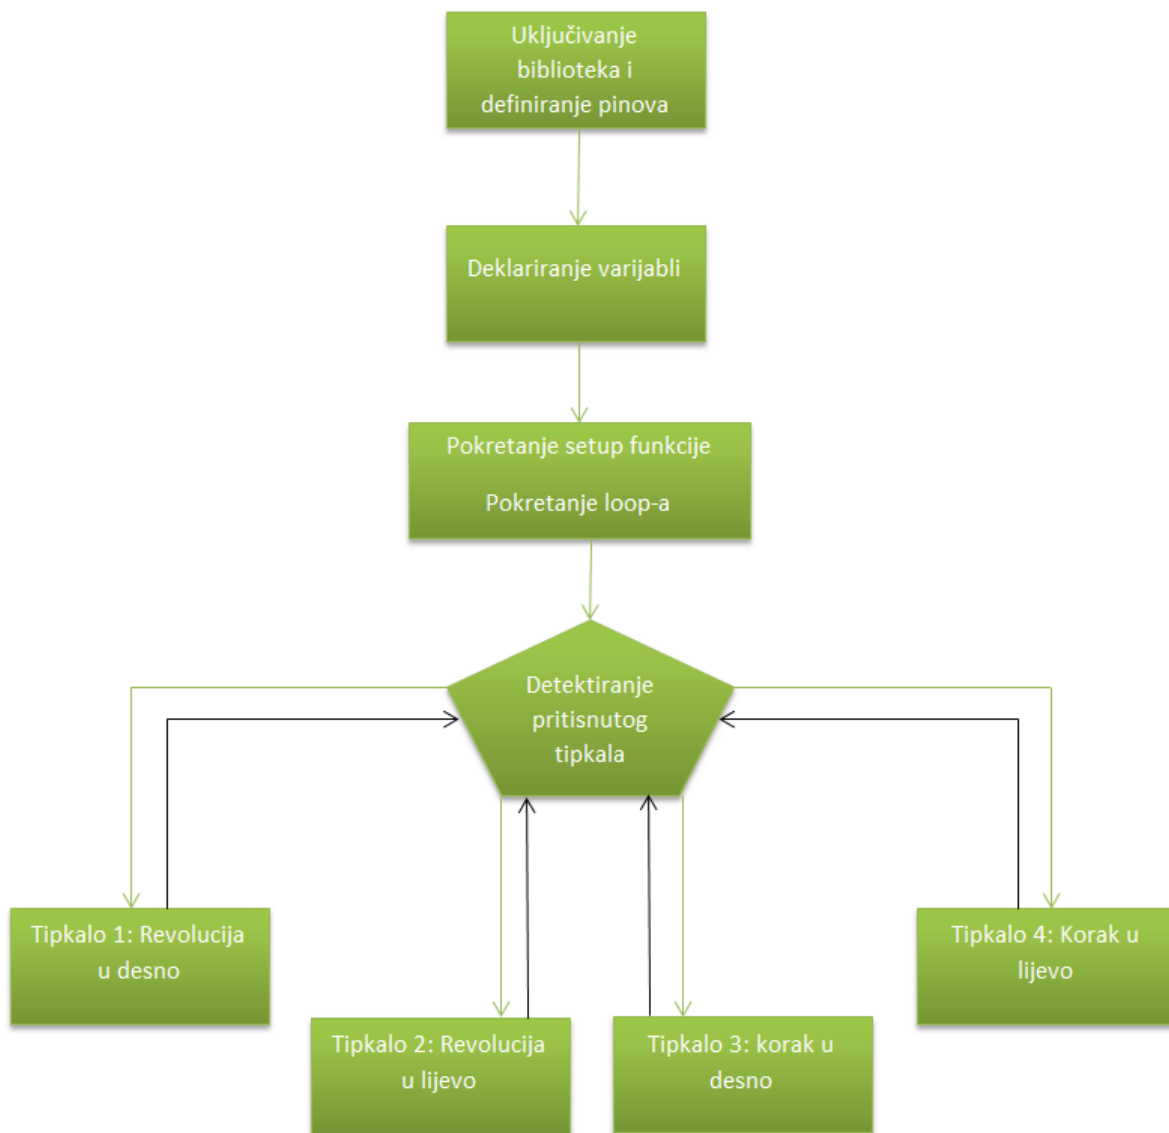 Uključivanje
biblioteka i
definiranje pinova
Deklariranje varijabli
Pokretanje setup funkcije
Pokretanje loop-a
Detektiranje
pritisnutog
tipkala
Tipkalo 1: Revolucija
u desno
Tipkalo 2: Revolucija
u lijevo
Tipkalo 3: korak u
desno
Tipkalo 4: Korak u
lijevo